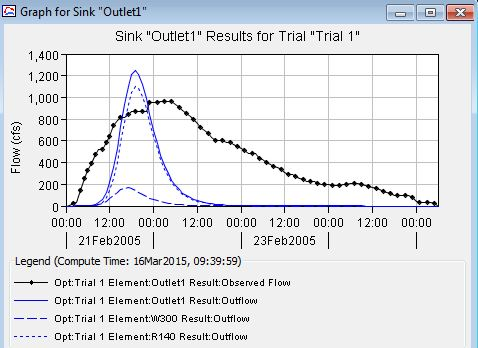 Graph for Sink "Outlet1"
Sink "Outlet1" Results for Trial "Trial 1"
Flow (cfs)
1,400
1,200
1,000
800
600
400
200
0
00:00 12:00 00:00 12:00 00:00 12:00 00:00 12:00 00:00
21Feb2005 23Feb2005
Legend (Compute Time: 16Mar2015, 09:39:59)
Opt:Trial 1 Element:Outlet1 Result:Observed Flow
Opt:Trial 1 Element:Outlet1 Result:Outflow
Opt:Trial 1 Element:W300 Result:Outflow
Opt:Trial 1 Element:R140 Result:Outflow